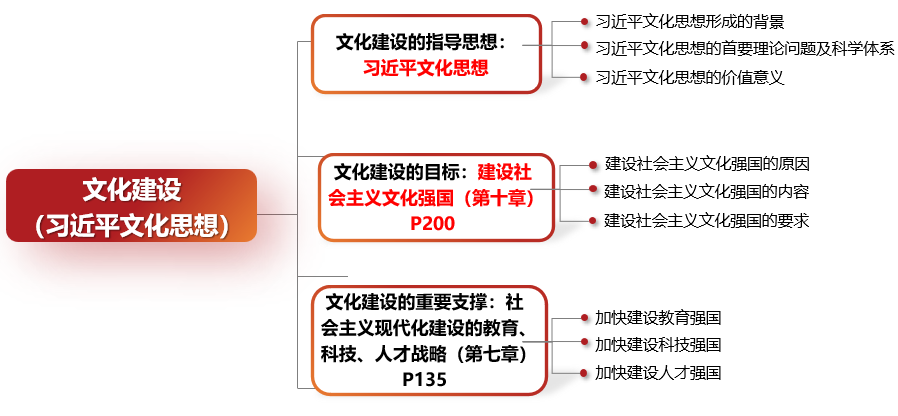 文化建设
（习近平文化思想）
文化建设的指导思想：
习近平文化思想
习近平文化思想形成的背景
习近平文化思想的首要理论问题及科学体系
习近平文化思想的价值意义
文化建设的目标：建设社
会主义文化强国（第十章）
P200
建设社会主义文化强国的原因
建设社会主义文化强国的内容
建设社会主义文化强国的要求
文化建设的重要支撑：社
会主义现代化建设的教育、
科技、人才战略（第七章）
P135
加快建设教育强国
加快建设科技强国
加快建设人才强国